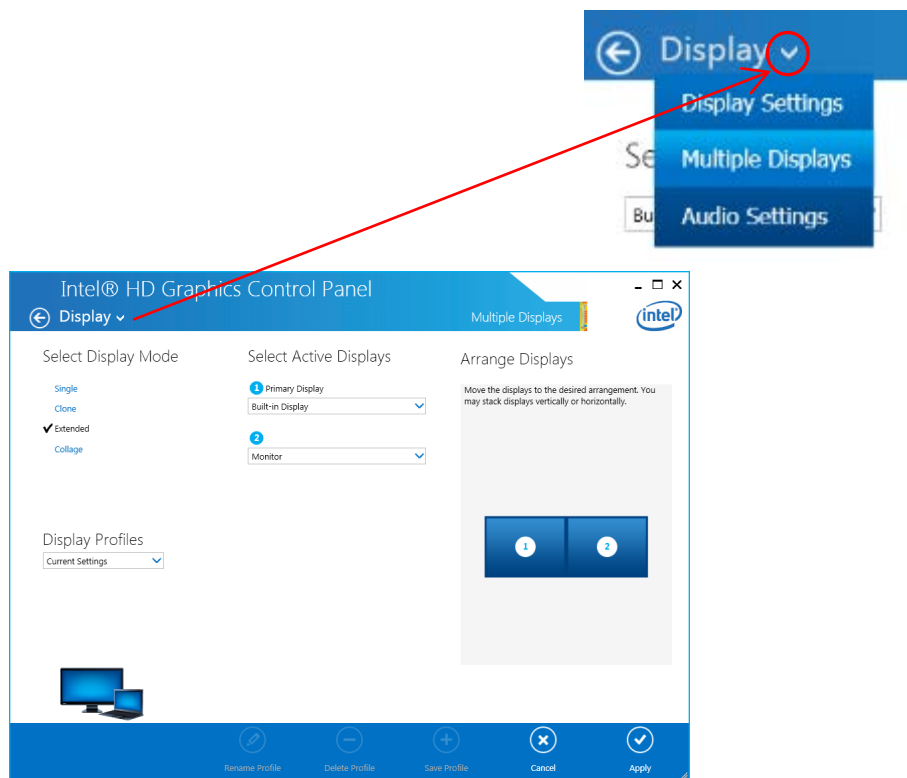 Display
Display Settings
Se
Multiple Displays
Bu
Audio Settings
Intel® HD Graphics Control Panel
Display
Multiple Displays
intel
Select Display Mode
Single
Clone
Extended
Collage
Select Active Displays
1 Primary Display
Built-in Display
2
Monitor
Arrange Displays
Move the displays to the desired arrangement. You
may stack displays vertically or horizontally.
1 2
Display Profiles
Current Settings
Rename Profile
Delete Profile
Save Profile
Cancel
Apply